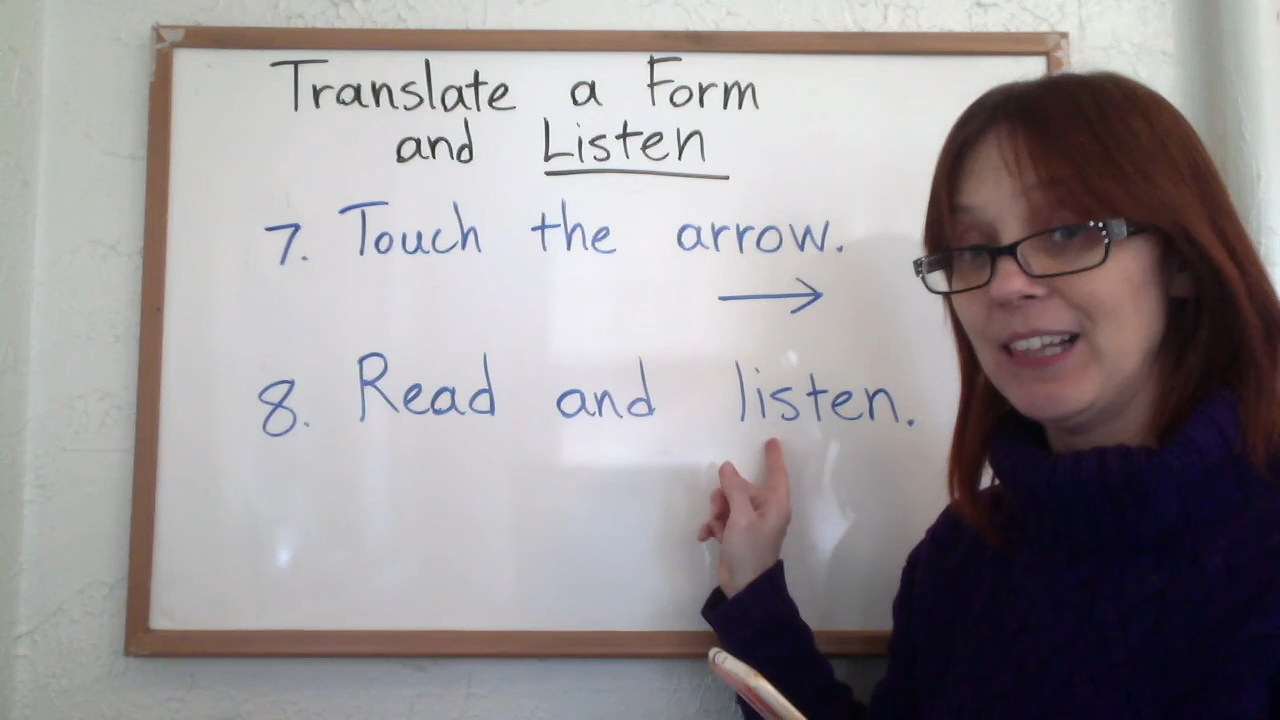 Translate a Form
and Listen
7. Touch the arrow.
8. Read and listen.